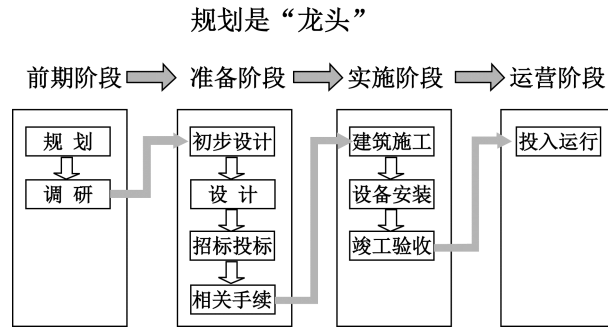 规划是“龙头”
前期阶段 准备阶段 实施阶段 运营阶段
规 划
调 研
初步设计
设 计
招标投标
相关手续
建筑施工
设备安装
竣工验收
投入运行